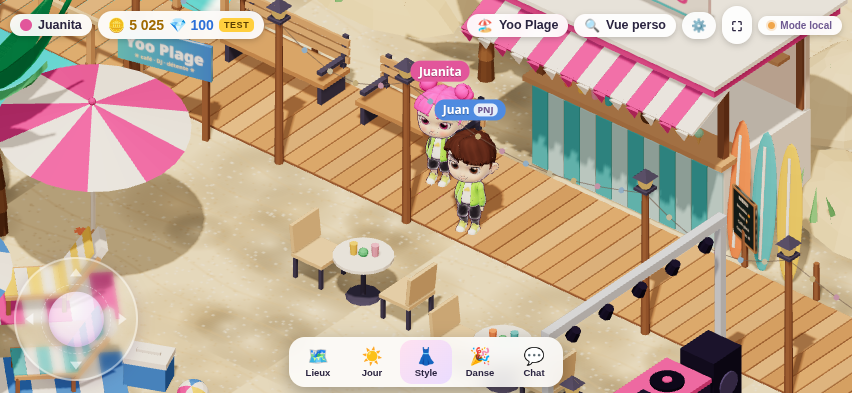 Juanita
5 025
100
TEST
Yoo Plage
Vue perso
Mode local
Yoo Plage
Juanita
Juan PNJ
Lieux
Jour
Style
Danse
Chat